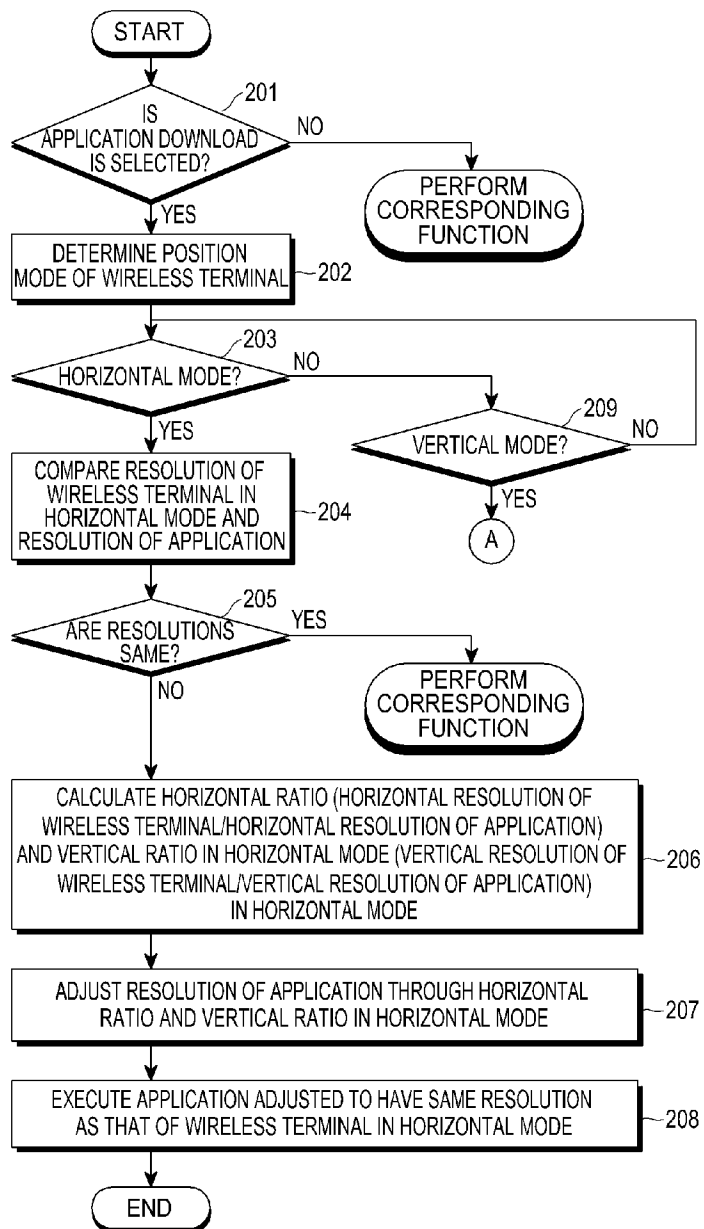 START
201
IS
APPLICATION DOWNLOAD
IS SELECTED?
NO
YES
PERFORM
CORRESPONDING
FUNCTION
DETERMINE POSITION
MODE OF WIRELESS TERMINAL
202
203
HORIZONTAL MODE?
NO
YES
209
VERTICAL MODE?
NO
YES
A
COMPARE RESOLUTION OF
WIRELESS TERMINAL IN
HORIZONTAL MODE AND
RESOLUTION OF APPLICATION
204
205
ARE RESOLUTIONS
SAME?
YES
NO
PERFORM
CORRESPONDING
FUNCTION
CALCULATE HORIZONTAL RATIO (HORIZONTAL RESOLUTION OF
WIRELESS TERMINAL/HORIZONTAL RESOLUTION OF APPLICATION)
AND VERTICAL RATIO IN HORIZONTAL MODE (VERTICAL RESOLUTION OF
WIRELESS TERMINAL/VERTICAL RESOLUTION OF APPLICATION)
IN HORIZONTAL MODE
206
ADJUST RESOLUTION OF APPLICATION THROUGH HORIZONTAL
RATIO AND VERTICAL RATIO IN HORIZONTAL MODE
207
EXECUTE APPLICATION ADJUSTED TO HAVE SAME RESOLUTION
AS THAT OF WIRELESS TERMINAL IN HORIZONTAL MODE
208
END